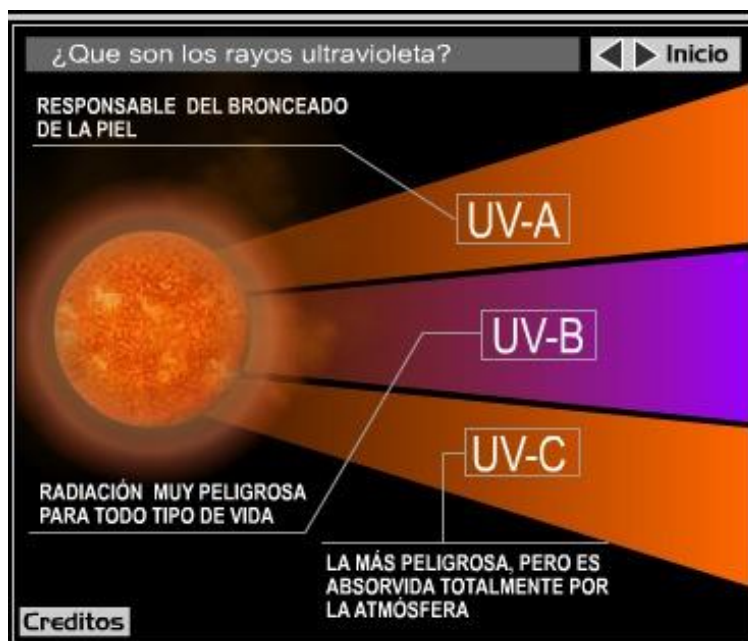 ¿Que son los rayos ultravioleta?
Inicio
RESPONSABLE DEL BRONCEADO
DE LA PIEL
UV-A
UV-B
UV-C
RADIACIÓN MUY PELIGROSA
PARA TODO TIPO DE VIDA
LA MÁS PELIGROSA, PERO ES
ABSORVIDA TOTALMENTE POR
LA ATMÓSFERA
Creditos